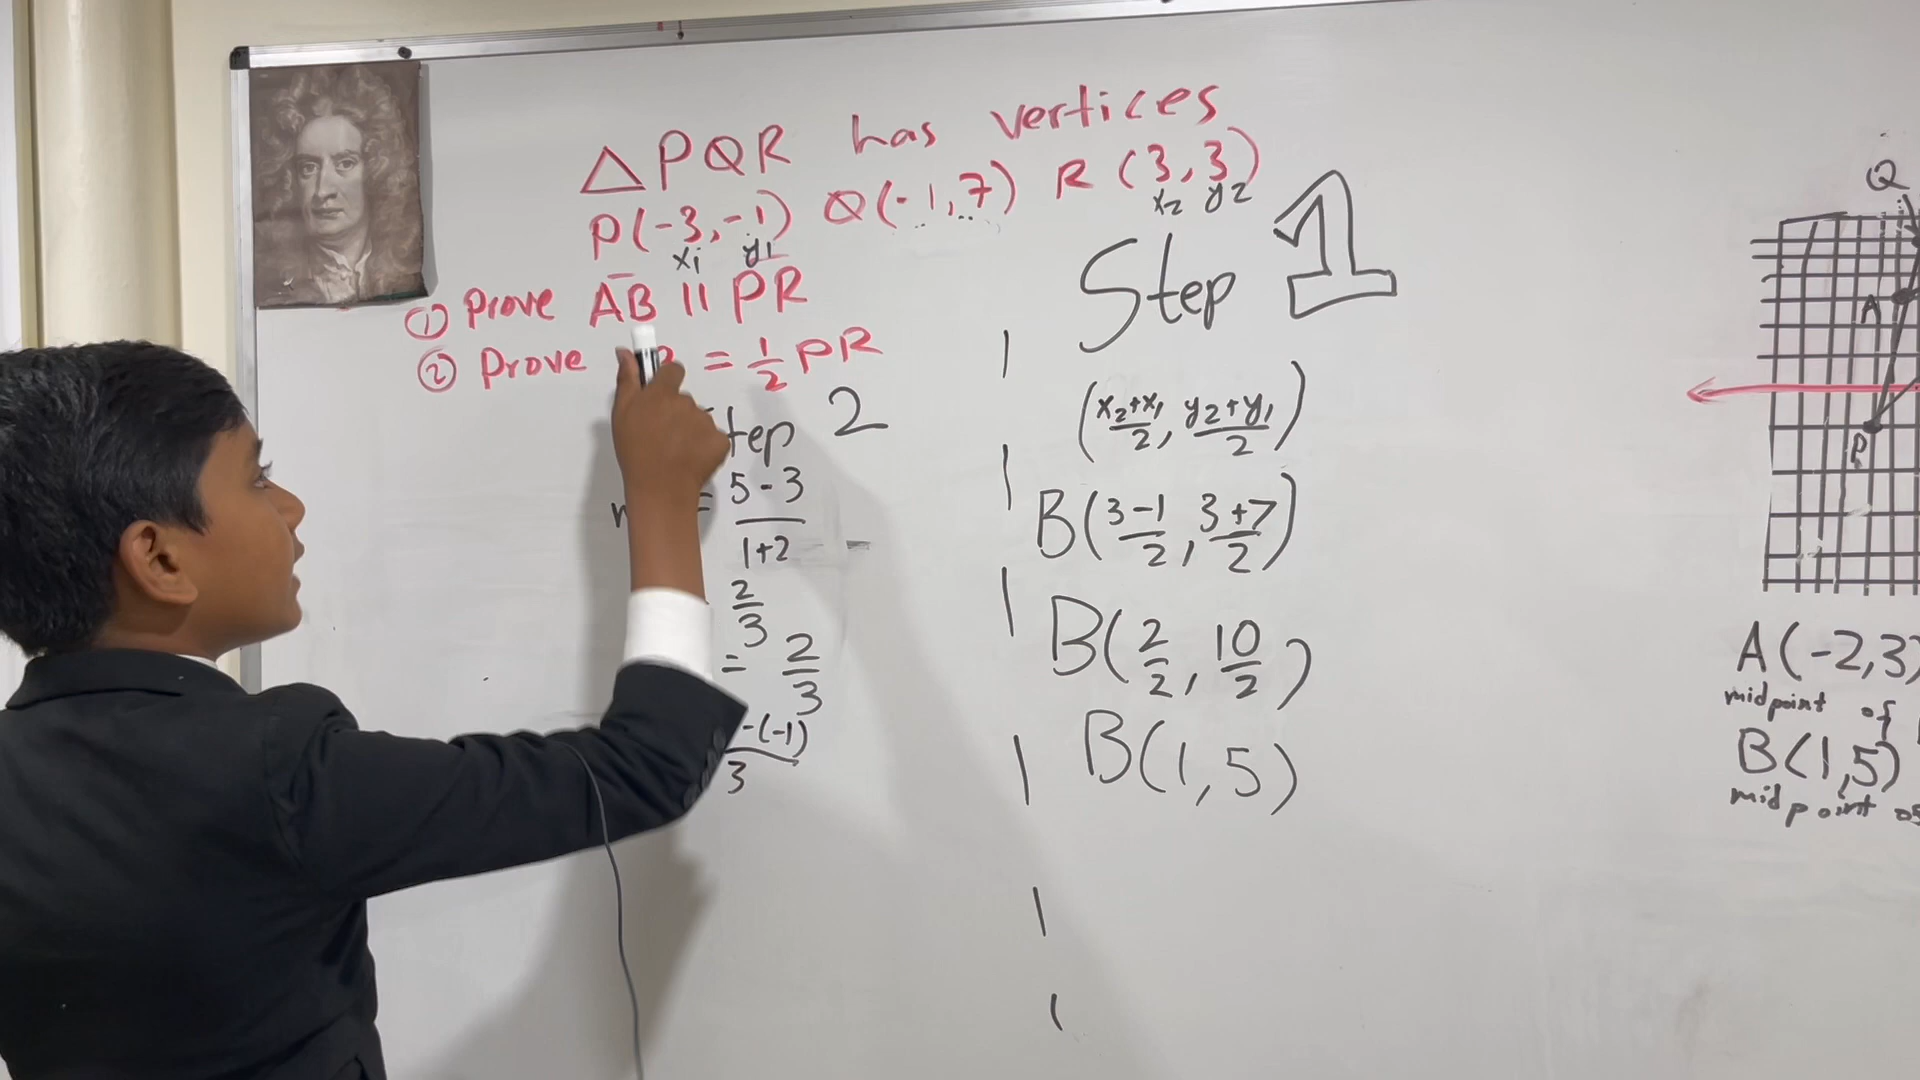 △PQR has vertices
P(-3,-1) Q(-1,7) R(3,3)
x1 y1 x2 y2
① Prove A̅B̅ || PR
② Prove = 1/2 PR
Step 1
(x2+x1/2, y2+y1/2)
B(3-1/2, 3+7/2)
B(2/2, 10/2)
B(1,5)
2
= 5-3/1+2
2/3
= 2/3
-(-1)/3
Q
A
P
A(-2,3)
midpoint of
B(1,5)
midpoint of